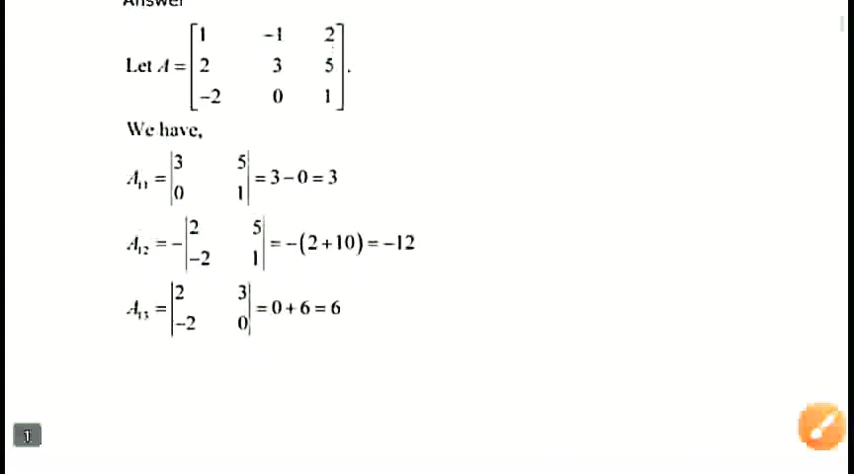 Answer
Let A = [1 -1 2
2 3 5
-2 0 1].
We have,
A₁₁ = |3 5
0 1| = 3 − 0 = 3
A₁₂ = −|2 5
−2 1| = −(2 + 10) = −12
A₁₃ = |2 3
−2 0| = 0 + 6 = 6
1